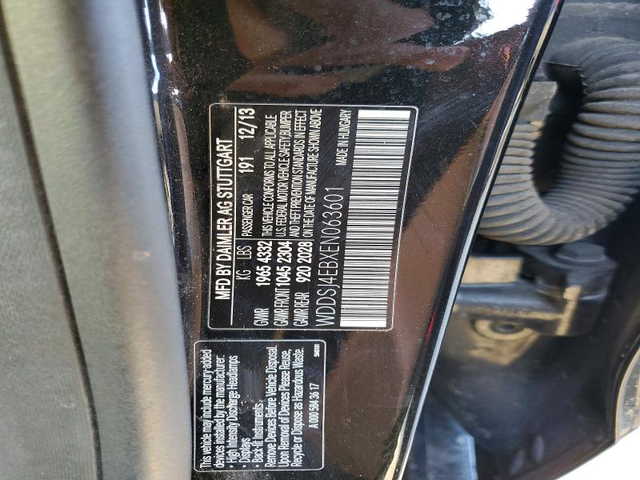 MFD BY DAIMLER AG STUTTGART
KG - LBS PASSENGER CAR 191 12/13
GVWR 1965 4332 THIS VEHICLE CONFORMS TO ALL APPLICABLE
GAWR FRONT 1045 2304 U.S. FEDERAL MOTOR VEHICLE SAFETY/BUMPER
GAWR REAR 920 2028 AND THEFT PREVENTION STANDARDS IN EFFECT
ON THE DATE OF MANUFACTURE SHOWN ABOVE
WDDSJ4EBXEN063601 MADE IN HUNGARY
This vehicle may include mercury-added
devices installed by the manufacturer:
- High Intensity Discharge Headlamps
- Displays
- Back lit Instruments
Remove Devices Before Vehicle Disposal.
Upon Removal of Devices Please Reuse,
Recycle or Dispose as Hazardous Waste.
A 000 584 36 17